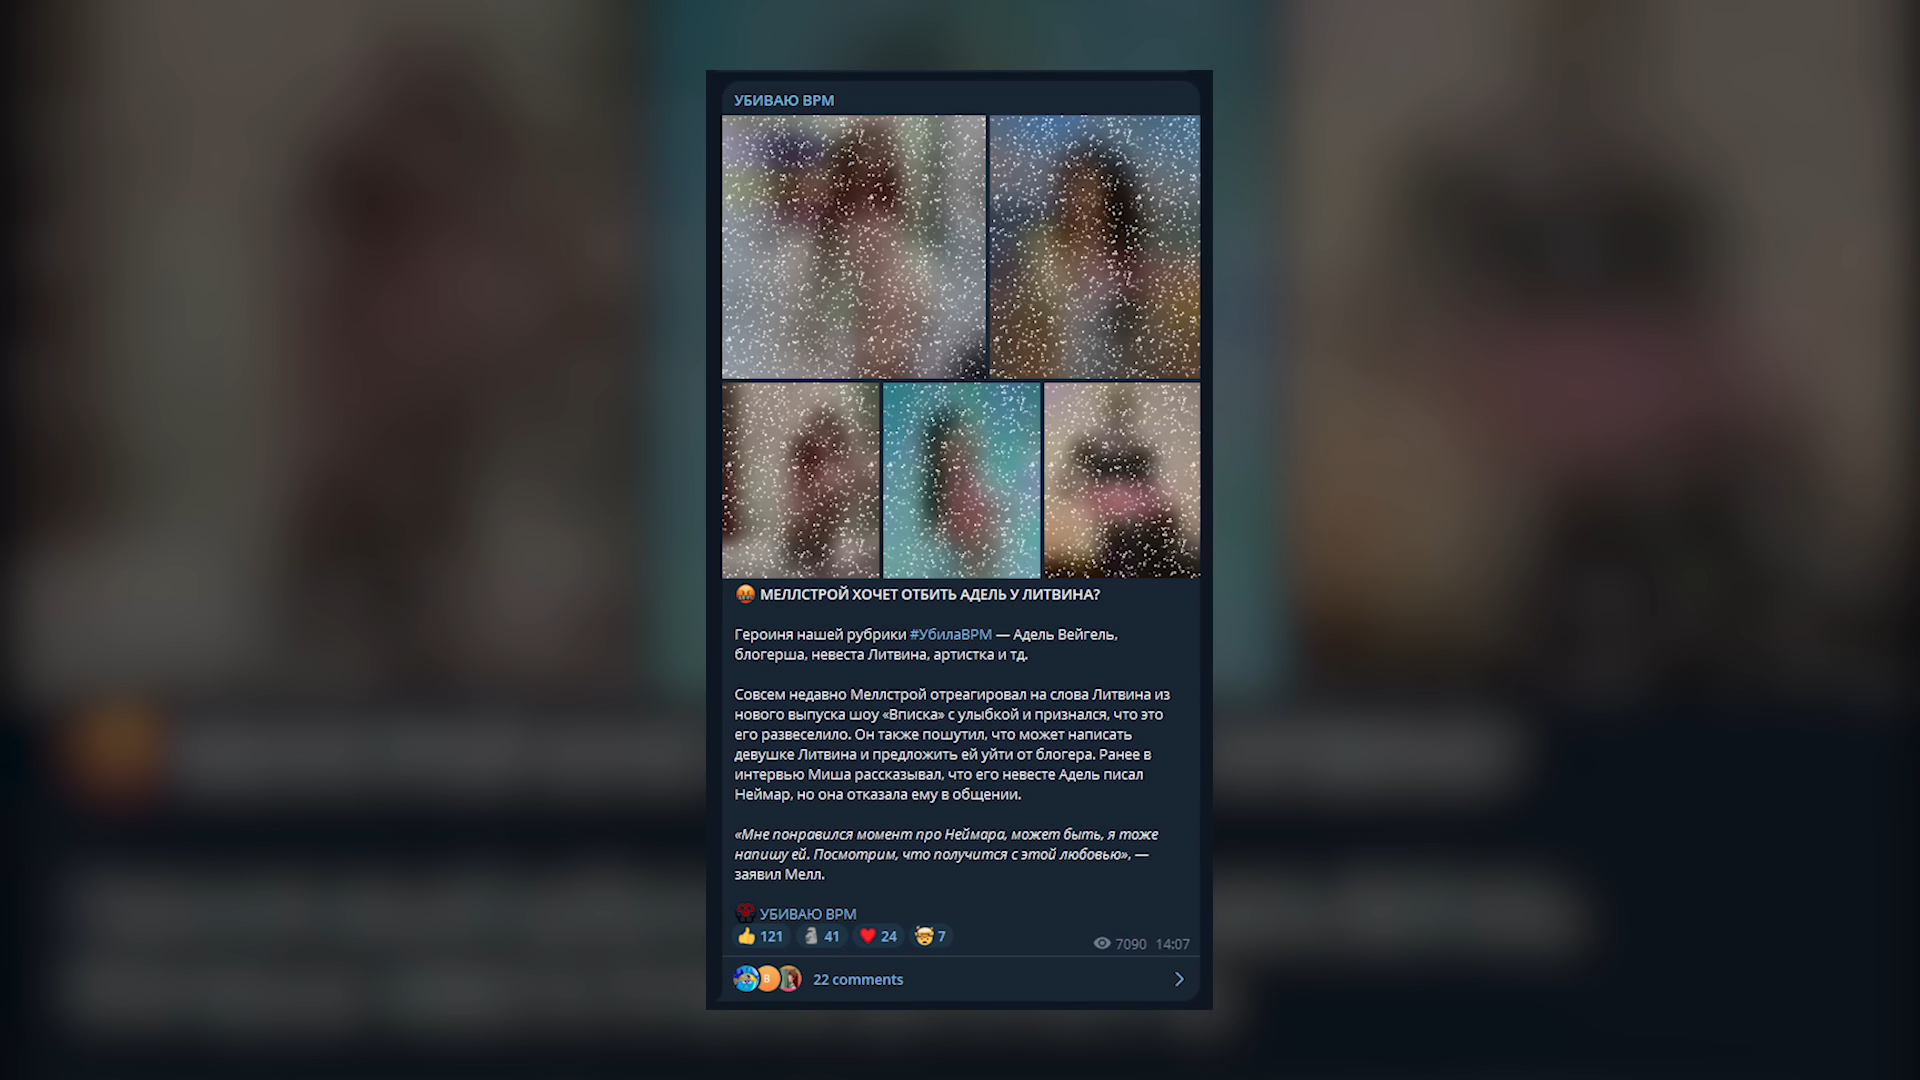 УБИВАЮ ВРМ
МЕЛЛСТРОЙ ХОЧЕТ ОТБИТЬ АДЕЛЬ У ЛИТВИНА?
Героиня нашей рубрики #УбилаВРМ — Адель Вейгель,
блогерша, невеста Литвина, артистка и тд.
Совсем недавно Меллстрой отреагировал на слова Литвина из
нового выпуска шоу «Вписка» с улыбкой и признался, что это
его развеселило. Он также пошутил, что может написать
девушке Литвина и предложить ей уйти от блогера. Ранее в
интервью Миша рассказывал, что его невесте Адель писал
Неймар, но она отказала ему в общении.
«Мне понравился момент про Неймара, может быть, я тоже
напишу ей. Посмотрим, что получится с этой любовью», —
заявил Мелл.
УБИВАЮ ВРМ
121 41 24 7
7090 14:07
В 22 comments